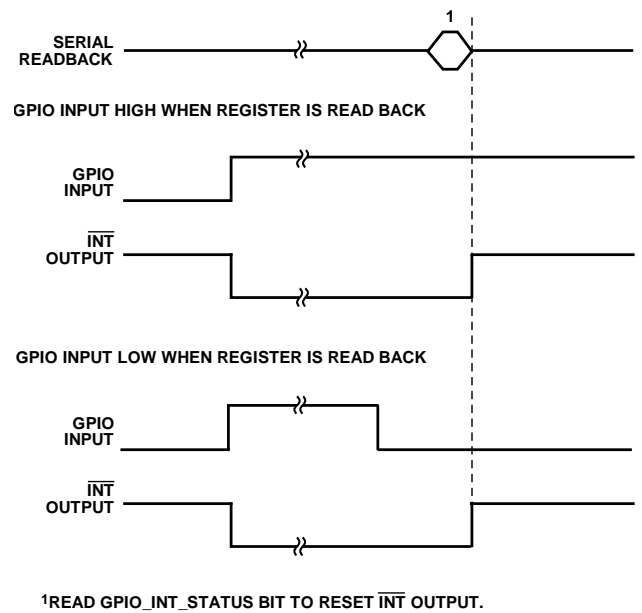 1
SERIAL
READBACK
GPIO INPUT HIGH WHEN REGISTER IS READ BACK
GPIO
INPUT
INT
OUTPUT
GPIO INPUT LOW WHEN REGISTER IS READ BACK
GPIO
INPUT
INT
OUTPUT
1READ GPIO_INT_STATUS BIT TO RESET INT OUTPUT.